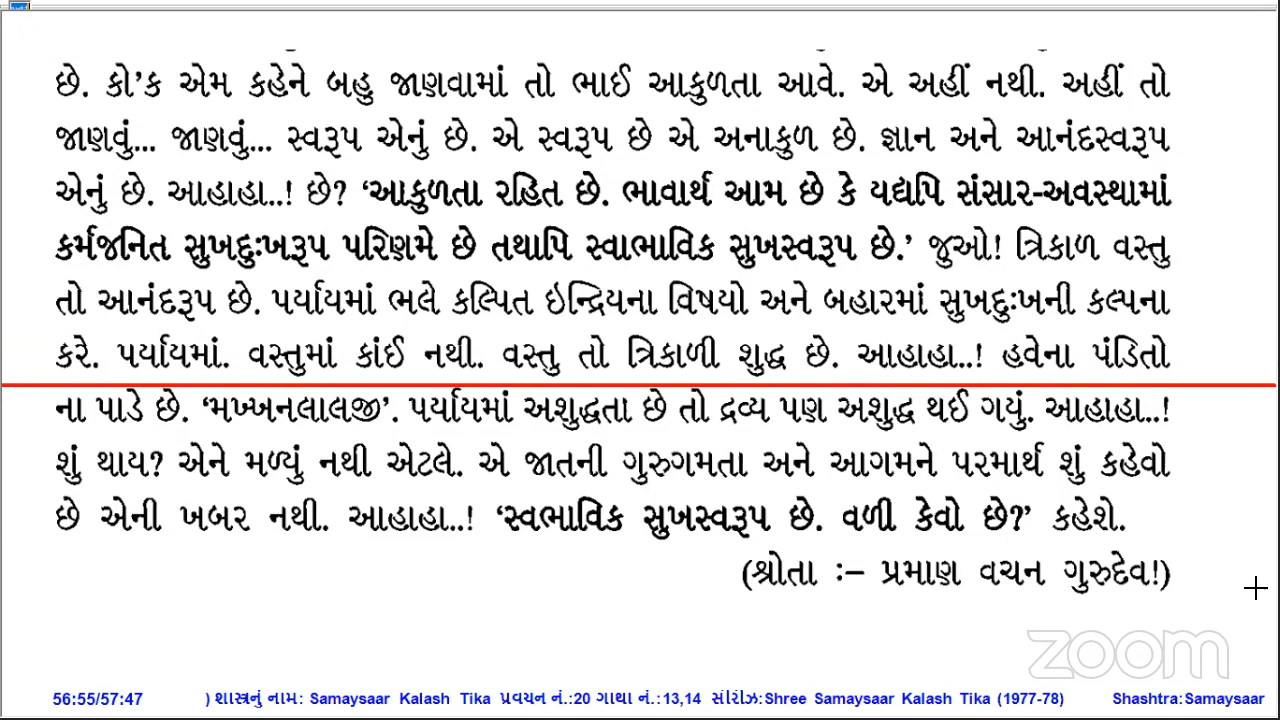 છે. કો’ક એમ કહેને બહુ જાણવામાં તો ભાઈ આકુળતા આવે. એ અહીં નથી. અહીં તો
જાણવું... જાણવું... સ્વરૂપ એનું છે. એ સ્વરૂપ છે એ અનાકુળ છે. જ્ઞાન અને આનંદસ્વરૂપ
એનું છે. આહાહા..! છે? ‘આકુળતા રહિત છે. ભાવાર્થ આમ છે કે યદ્યપિ સંસાર-અવસ્થામાં
કર્મજનિત સુખદુઃખરૂપ પરિણમે છે તથાપિ સ્વાભાવિક સુખસ્વરૂપ છે.’ જુઓ! ત્રિકાળ વસ્તુ
તો આનંદરૂપ છે. પર્યાયમાં ભલે કલ્પિત ઇન્દ્રિયના વિષયો અને બહારમાં સુખદુઃખની કલ્પના
કરે. પર્યાયમાં. વસ્તુમાં કાંઈ નથી. વસ્તુ તો ત્રિકાળી શુદ્ધ છે. આહાહા..! હવેના પંડિતો
ના પાડે છે. ‘મખ્ખનલાલજી’. પર્યાયમાં અશુદ્ધતા છે તો દ્રવ્ય પણ અશુદ્ધ થઈ ગયું. આહાહા..!
શું થાય? એને મળ્યું નથી એટલે. એ જાતની ગુરુગમતા અને આગમને પરમાર્થ શું કહેવો
છે એની ખબર નથી. આહાહા..! ‘સ્વભાવિક સુખસ્વરૂપ છે. વળી કેવો છે?’ કહેશે.
(શ્રોતા :– પ્રમાણ વચન ગુરુદેવ!)
zoom
56:55/57:47 ) શાસ્ત્રનું નામ: Samaysaar Kalash Tika પ્રવચન નં.:20 ગાથા નં.:13,14 સીરીઝ:Shree Samaysaar Kalash Tika (1977-78) Shashtra:Samaysaar